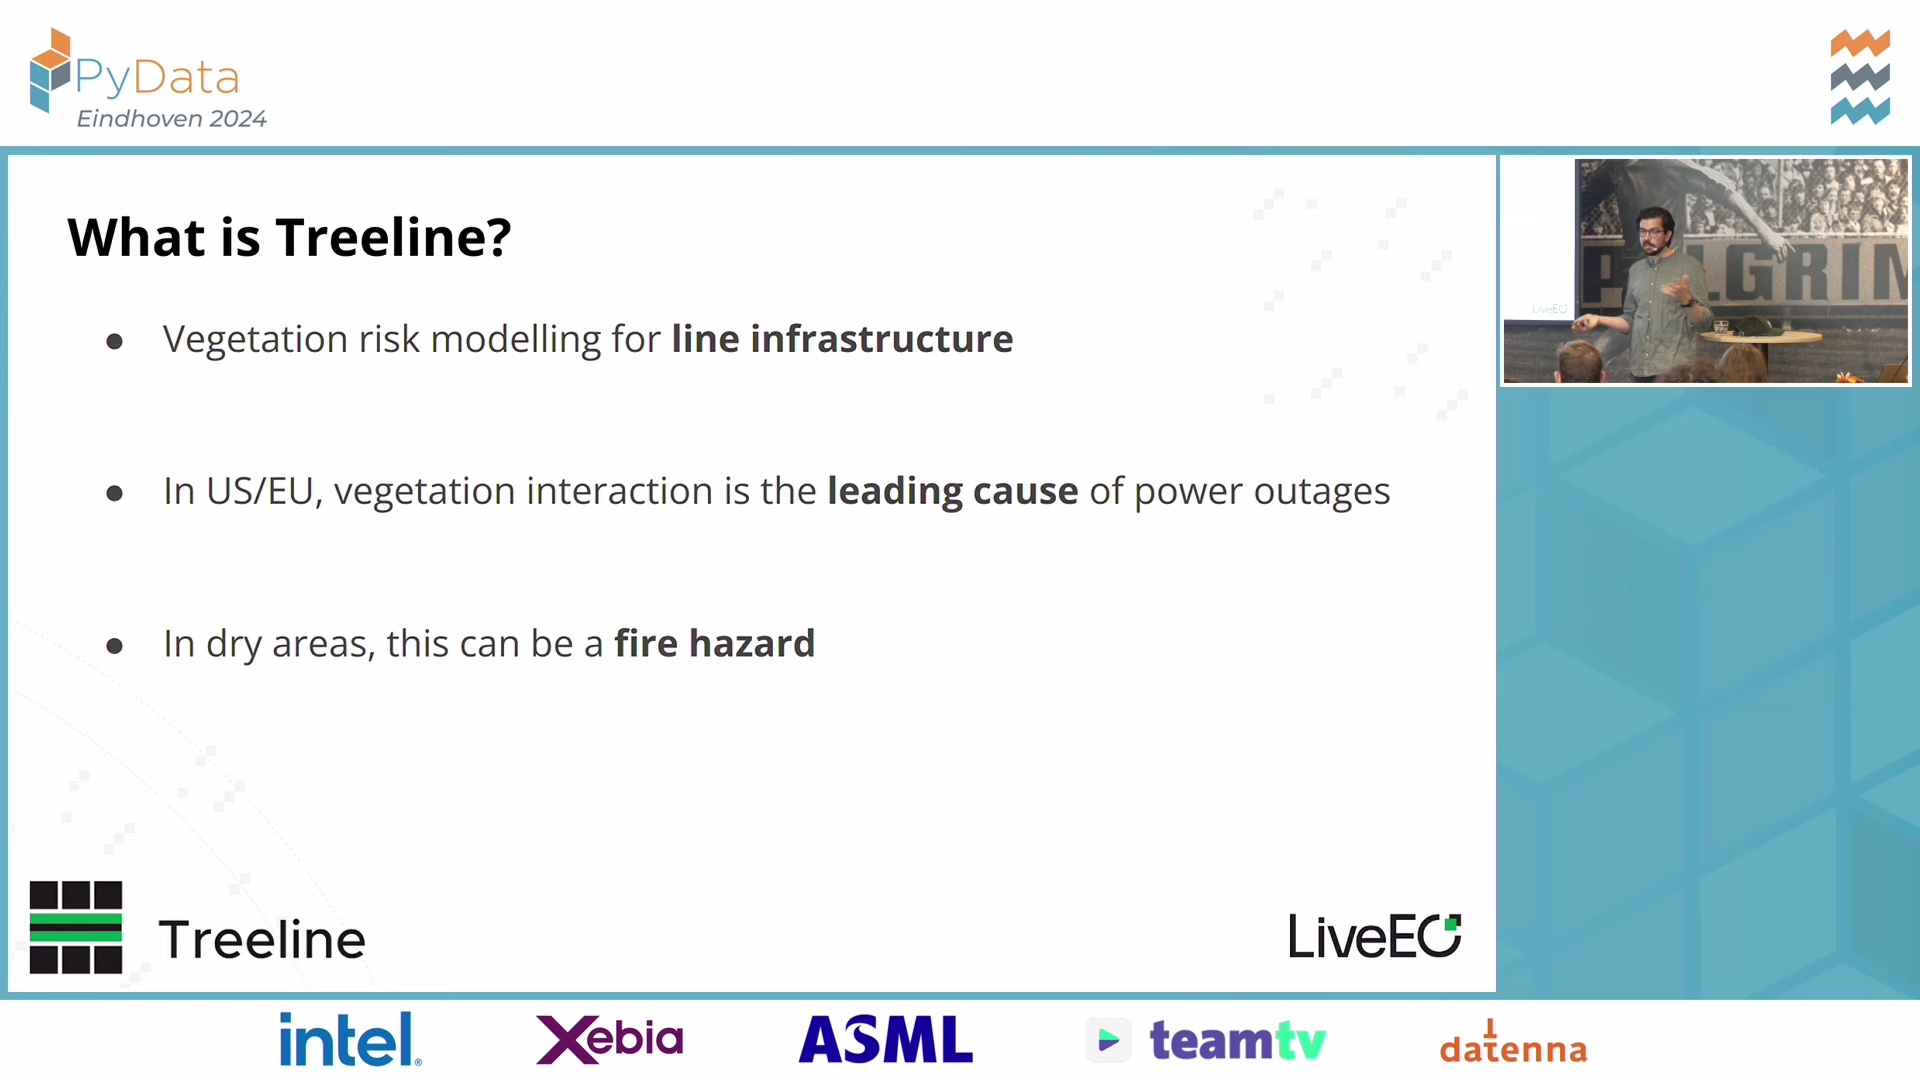 PyData
Eindhoven 2024
What is Treeline?
● Vegetation risk modelling for line infrastructure
● In US/EU, vegetation interaction is the leading cause of power outages
● In dry areas, this can be a fire hazard
Treeline
LiveEO
LiveEO
PILGRIM
intel.
Xebia
ASML
teamtv
datenna